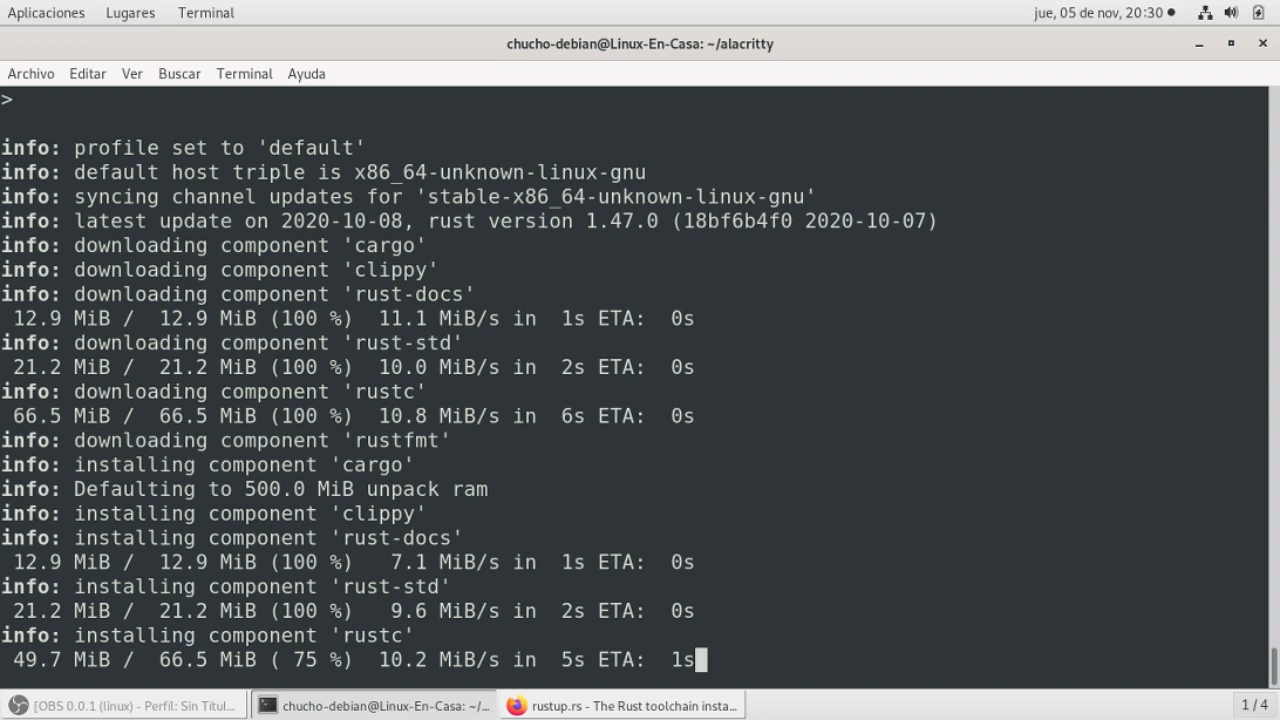 Aplicaciones Lugares Terminal jue, 05 de nov, 20:30
chucho-debian@Linux-En-Casa: ~/alacritty
Archivo Editar Ver Buscar Terminal Ayuda
>
info: profile set to 'default'
info: default host triple is x86_64-unknown-linux-gnu
info: syncing channel updates for 'stable-x86_64-unknown-linux-gnu'
info: latest update on 2020-10-08, rust version 1.47.0 (18bf6b4f0 2020-10-07)
info: downloading component 'cargo'
info: downloading component 'clippy'
info: downloading component 'rust-docs'
12.9 MiB / 12.9 MiB (100 %) 11.1 MiB/s in 1s ETA: 0s
info: downloading component 'rust-std'
21.2 MiB / 21.2 MiB (100 %) 10.0 MiB/s in 2s ETA: 0s
info: downloading component 'rustc'
66.5 MiB / 66.5 MiB (100 %) 10.8 MiB/s in 6s ETA: 0s
info: downloading component 'rustfmt'
info: installing component 'cargo'
info: Defaulting to 500.0 MiB unpack ram
info: installing component 'clippy'
info: installing component 'rust-docs'
12.9 MiB / 12.9 MiB (100 %) 7.1 MiB/s in 1s ETA: 0s
info: installing component 'rust-std'
21.2 MiB / 21.2 MiB (100 %) 9.6 MiB/s in 2s ETA: 0s
info: installing component 'rustc'
49.7 MiB / 66.5 MiB ( 75 %) 10.2 MiB/s in 5s ETA: 1s
[OBS 0.0.1 (linux) - Perfil: Sin Títul... chucho-debian@Linux-En-Casa: ~/... rustup.rs - The Rust toolchain insta... 1 / 4